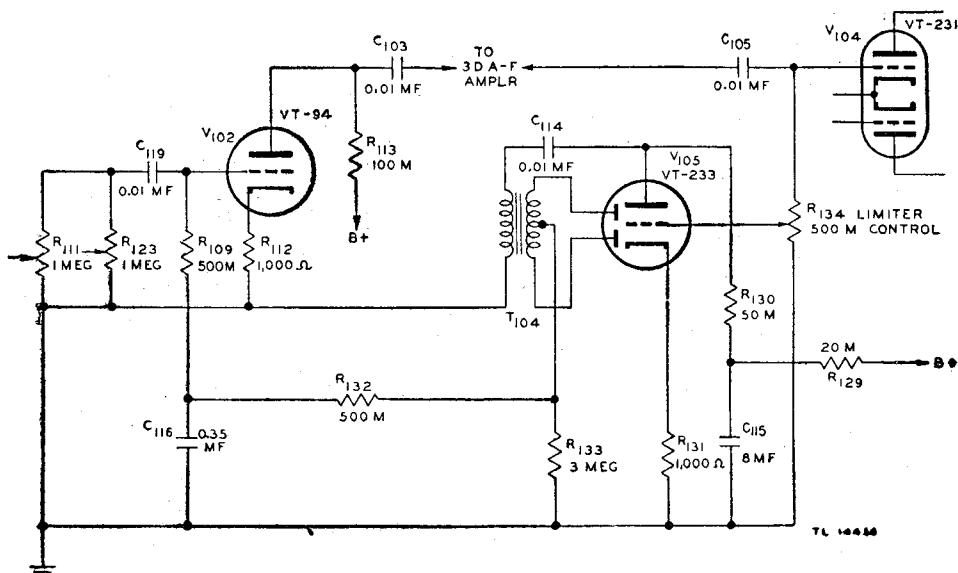 C103
0.01 MF
TO
3D A-F
AMPLR
C105
0.01 MF
V104
VT-231
VT-94
V102
C119
0.01 MF
R113
100 M
B+
C114
0.01 MF
V105
VT-233
R111
1 MEG
R123
1 MEG
R109
500M
R112
1,000 Ω
T104
R134 LIMITER
500 M CONTROL
R130
50 M
20 M
R129
B+
R132
500 M
C116
0.35
MF
R133
3 MEG
R131
1,000 Ω
C115
8 MF